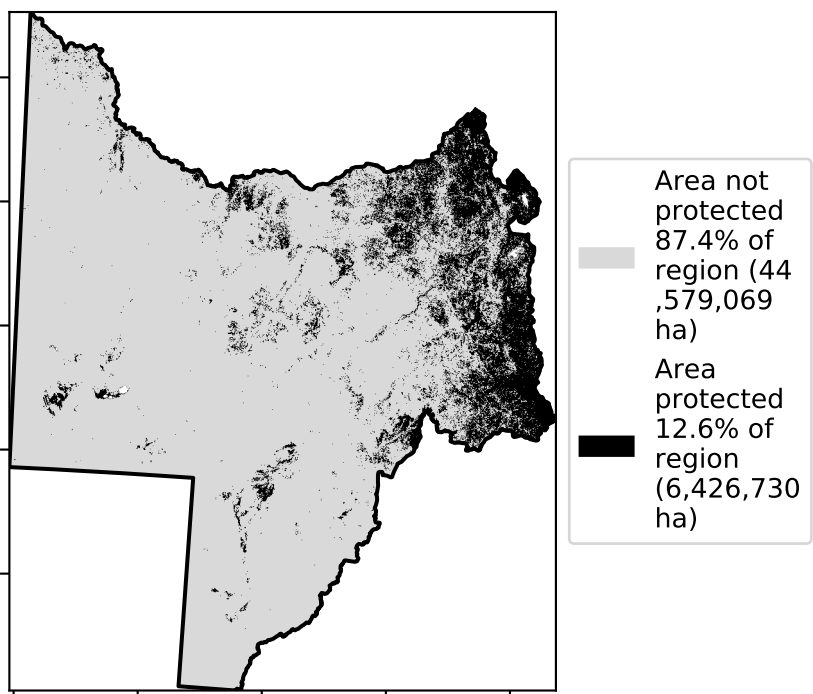 Area not
protected
87.4% of
region (44
,579,069
ha)
Area
protected
12.6% of
region
(6,426,730
ha)